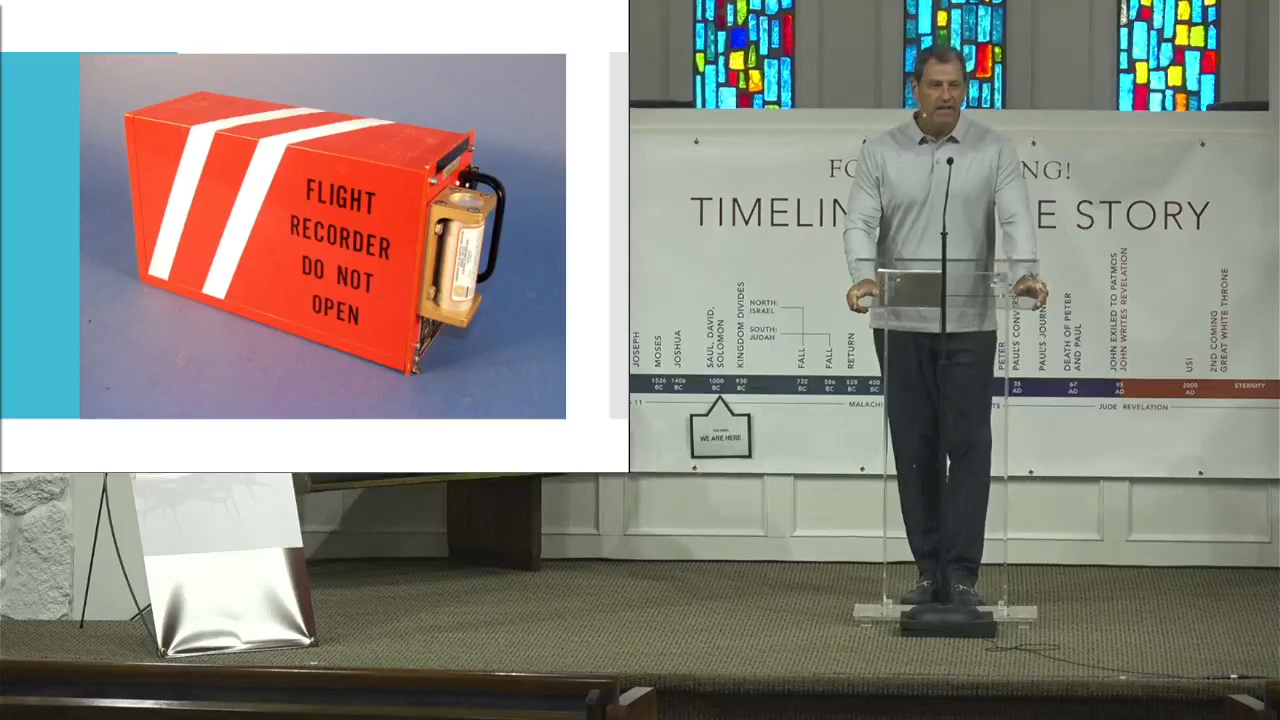 FLIGHT
RECORDER
DO NOT
OPEN
FO NG!
TIMELIN E STORY
JOSEPH
MOSES
JOSHUA
SAUL, DAVID,
SOLOMON
KINGDOM DIVIDES
NORTH:
ISRAEL
SOUTH:
JUDAH
FALL
FALL
RETURN
PETER
PAUL'S CONVERS
PAUL'S JOURN
DEATH OF PETER
AND PAUL
JOHN EXILED TO PATMOS
JOHN WRITES REVELATION
US!
2ND COMING
GREAT WHITE THRONE
1526 BC
1406 BC
1000 BC
930 BC
722 BC
586 BC
538 BC
400 BC
35 AD
67 AD
95 AD
2000 AD
ETERNITY
11
MALACH
TS
JUDE REVELATION
WE ARE HERE